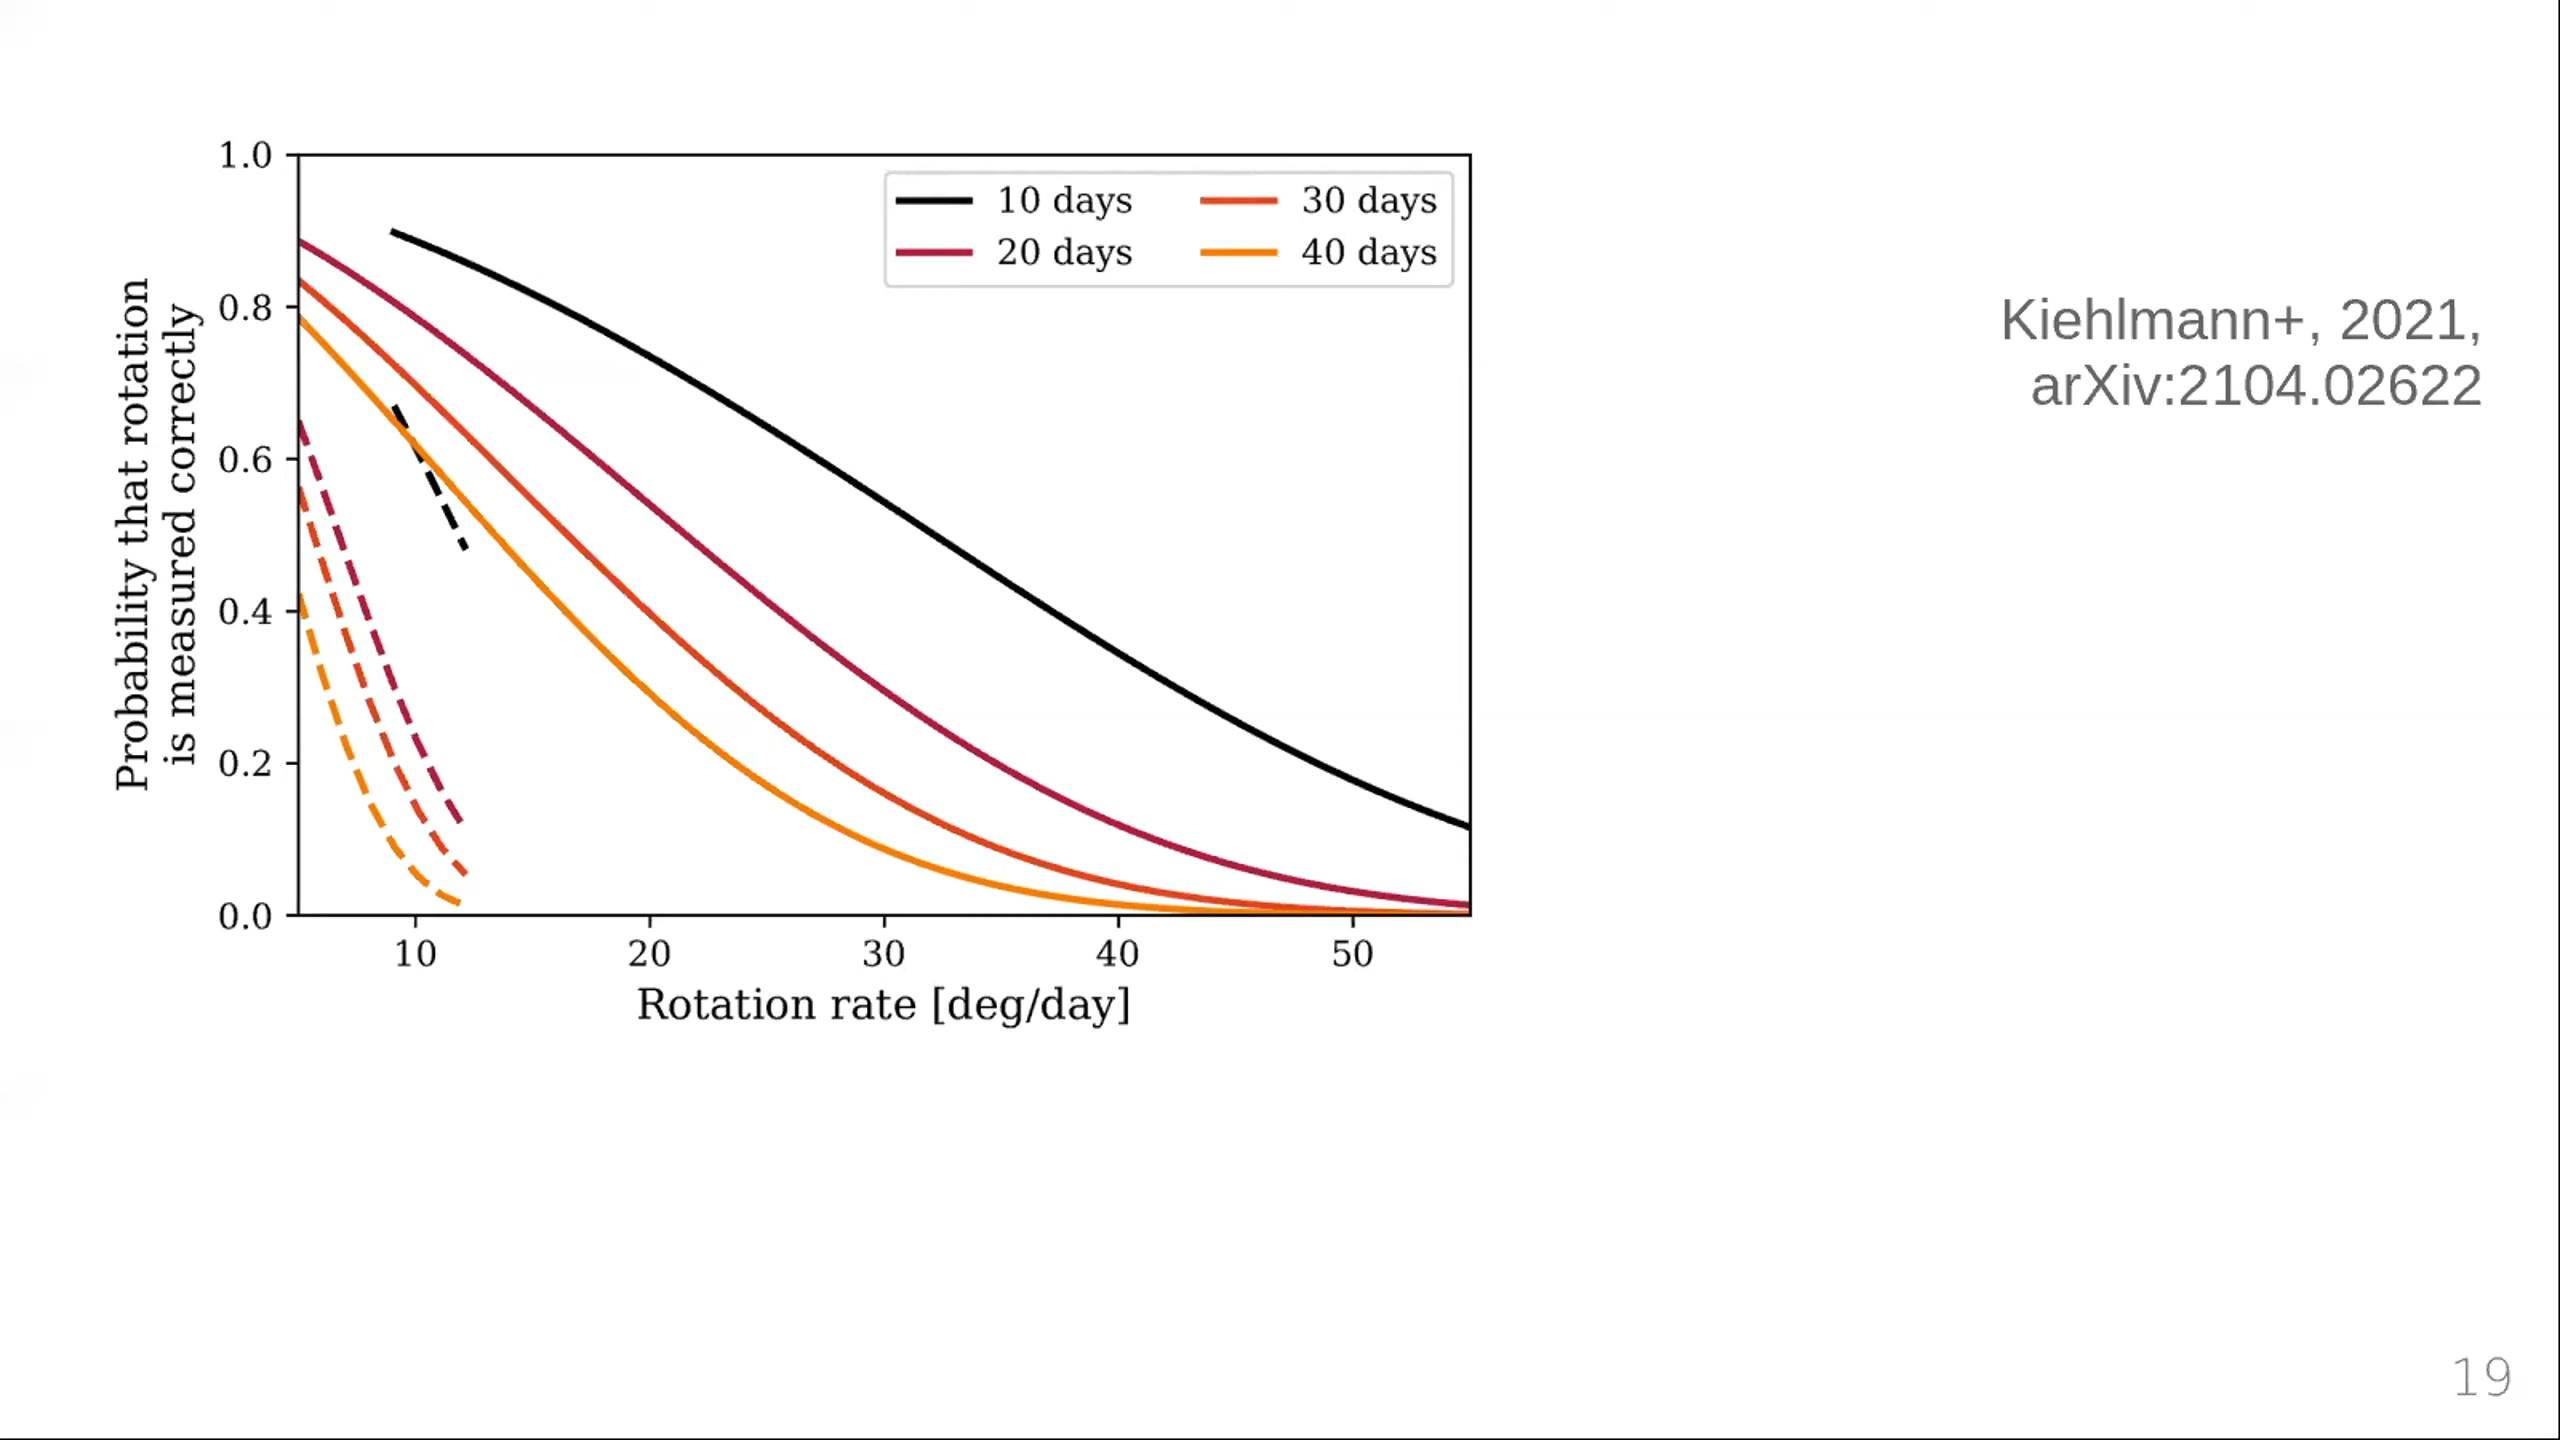 1.0
0.8
0.6
0.4
0.2
0.0
Probability that rotation
is measured correctly
10 days
20 days
30 days
40 days
10 20 30 40 50
Rotation rate [deg/day]
Kiehlmann+, 2021,
arXiv:2104.02622
19